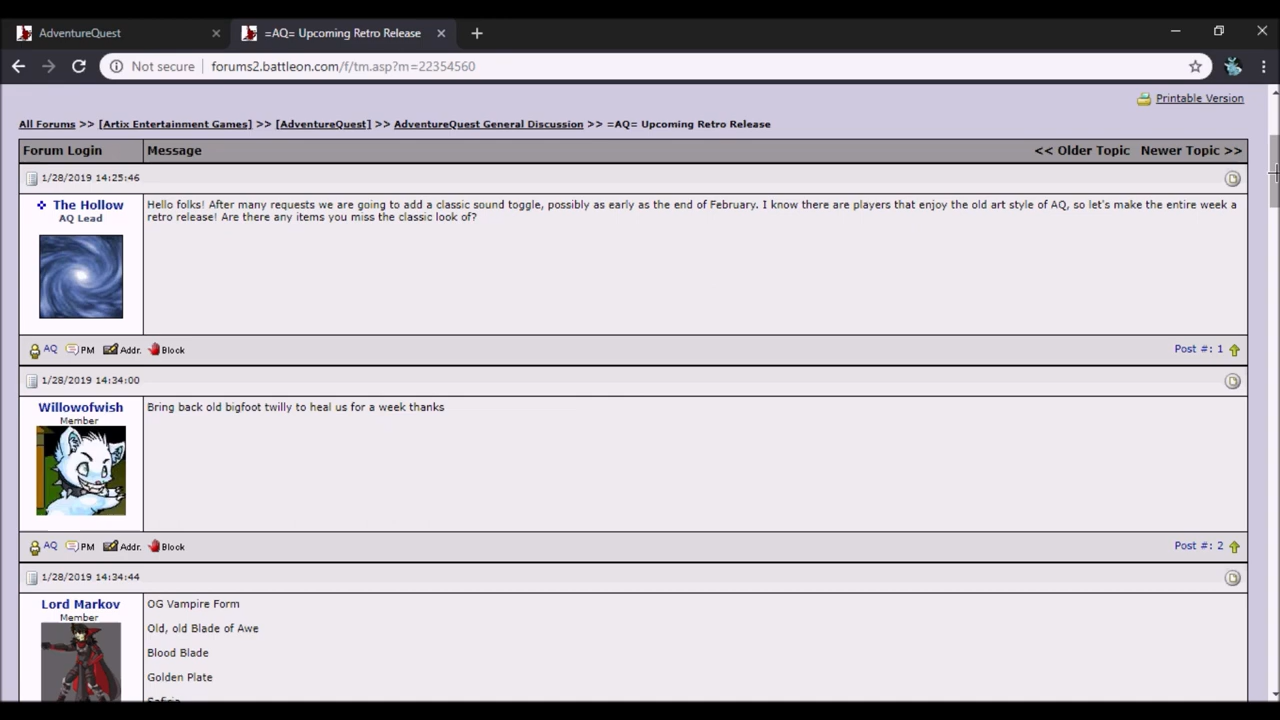 AdventureQuest
=AQ= Upcoming Retro Release
Not secure
forums2.battleon.com/f/tm.asp?m=22354560
Printable Version
All Forums >> [Artix Entertainment Games] >> [AdventureQuest] >> AdventureQuest General Discussion >> =AQ= Upcoming Retro Release
Forum Login
Message
<< Older Topic Newer Topic >>
1/28/2019 14:25:46
The Hollow
AQ Lead
Hello folks! After many requests we are going to add a classic sound toggle, possibly as early as the end of February. I know there are players that enjoy the old art style of AQ, so let's make the entire week a
retro release! Are there any items you miss the classic look of?
AQ PM Addr. Block
Post #: 1
1/28/2019 14:34:00
Willowofwish
Member
Bring back old bigfoot twilly to heal us for a week thanks
AQ PM Addr. Block
Post #: 2
1/28/2019 14:34:44
Lord Markov
Member
OG Vampire Form
Old, old Blade of Awe
Blood Blade
Golden Plate